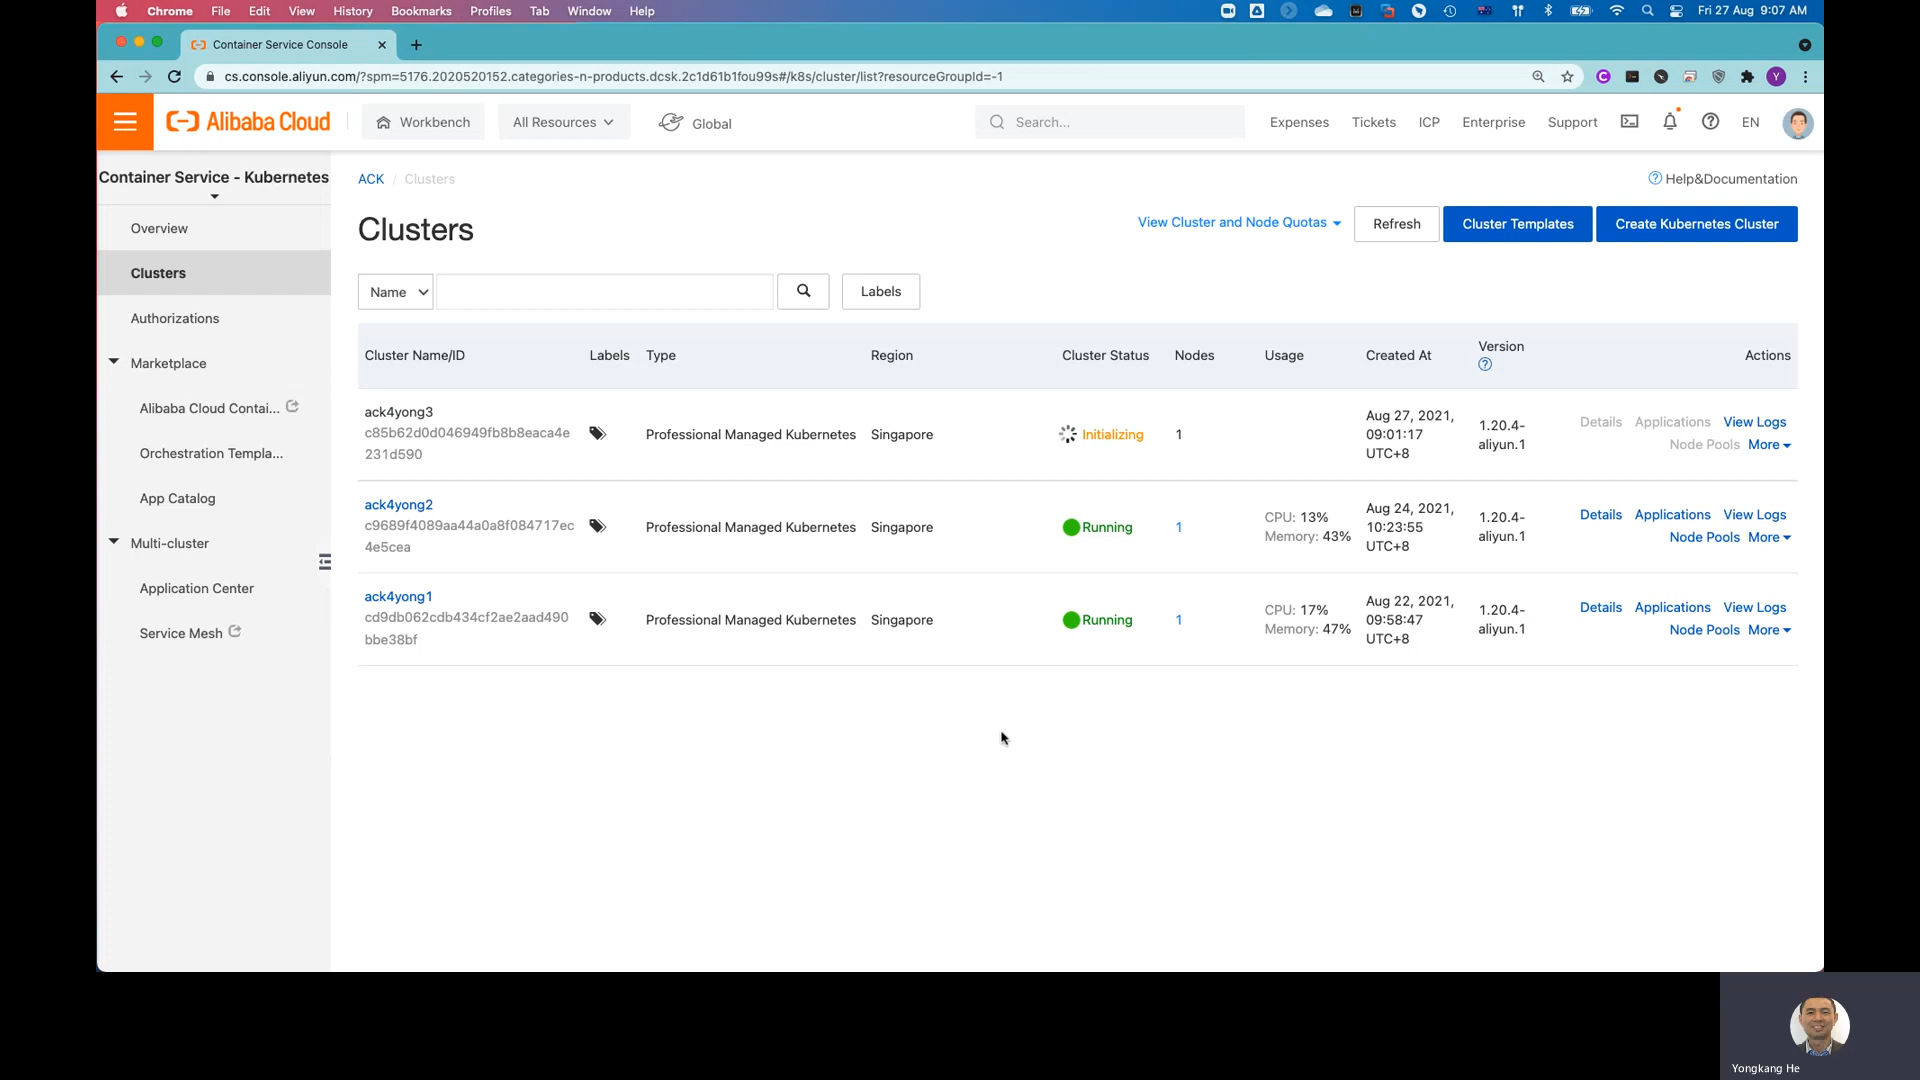 Chrome File Edit View History Bookmarks Profiles Tab Window Help
Fri 27 Aug 9:07 AM
Container Service Console
cs.console.aliyun.com/?spm=5176.2020520152.categories-n-products.dcsk.2c1d61b1fou99s#/k8s/cluster/list?resourceGroupId=-1
C
Y
Alibaba Cloud
Workbench
All Resources
Global
Search...
Expenses
Tickets
ICP
Enterprise
Support
EN
Container Service - Kubernetes
Overview
Clusters
Authorizations
Marketplace
Alibaba Cloud Contai...
Orchestration Templa...
App Catalog
Multi-cluster
Application Center
Service Mesh
ACK / Clusters
Help&Documentation
Clusters
View Cluster and Node Quotas
Refresh
Cluster Templates
Create Kubernetes Cluster
Name
Labels
Cluster Name/ID
Labels
Type
Region
Cluster Status
Nodes
Usage
Created At
Version
Actions
ack4yong3
c85b62d0d046949fb8b8eaca4e
231d590
Professional Managed Kubernetes
Singapore
Initializing
1
Aug 27, 2021,
09:01:17
UTC+8
1.20.4-
aliyun.1
Details Applications View Logs
Node Pools More
ack4yong2
c9689f4089aa44a0a8f084717ec
4e5cea
Professional Managed Kubernetes
Singapore
Running
1
CPU: 13%
Memory: 43%
Aug 24, 2021,
10:23:55
UTC+8
1.20.4-
aliyun.1
Details Applications View Logs
Node Pools More
ack4yong1
cd9db062cdb434cf2ae2aad490
bbe38bf
Professional Managed Kubernetes
Singapore
Running
1
CPU: 17%
Memory: 47%
Aug 22, 2021,
09:58:47
UTC+8
1.20.4-
aliyun.1
Details Applications View Logs
Node Pools More
Yongkang He